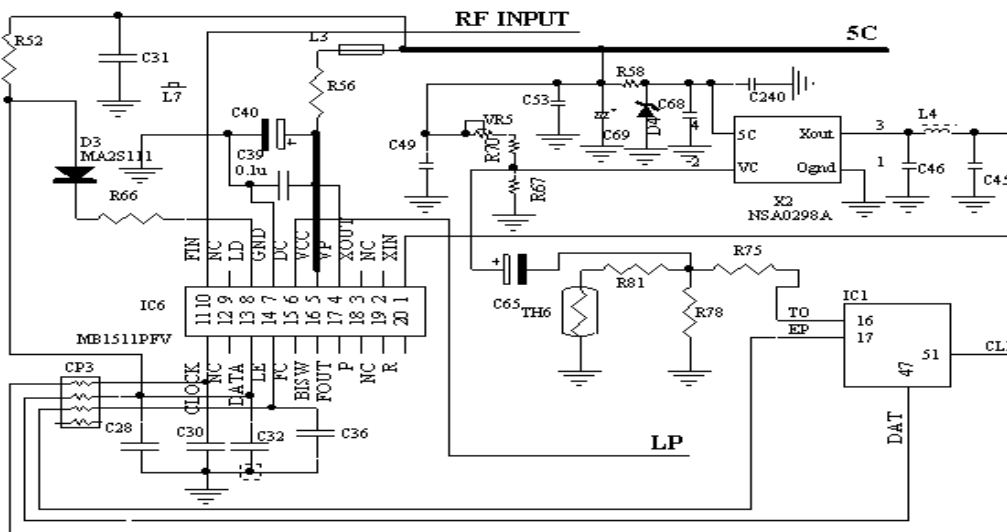 RF INPUT
5C
R52
C31
L7
L3
R56
C40
C39
0.1u
D3
MA2S111
R66
R58
C53
C69
D4
C68
4
C240
VR5
R70
C49
R67
2
5C
Xout
VC
Ognd
X2
NSA0298A
3
1
L4
C46
C45
FIN
NC
LD
GND
DC
VCC
VP
XOUT
NC
XIN
IC6
10 9 8 7 6 5 4 3 2 1
11 12 13 14 15 16 17 18 19 20
MB1511PFV
CLOCK
NC
DATA
LE
FC
BISW
FOUT
P
NC
R
C65
TH6
R81
R75
R78
IC1
TO
EP
16
17
47
51
DAT
CP3
C28
C30
C32
C36
LP